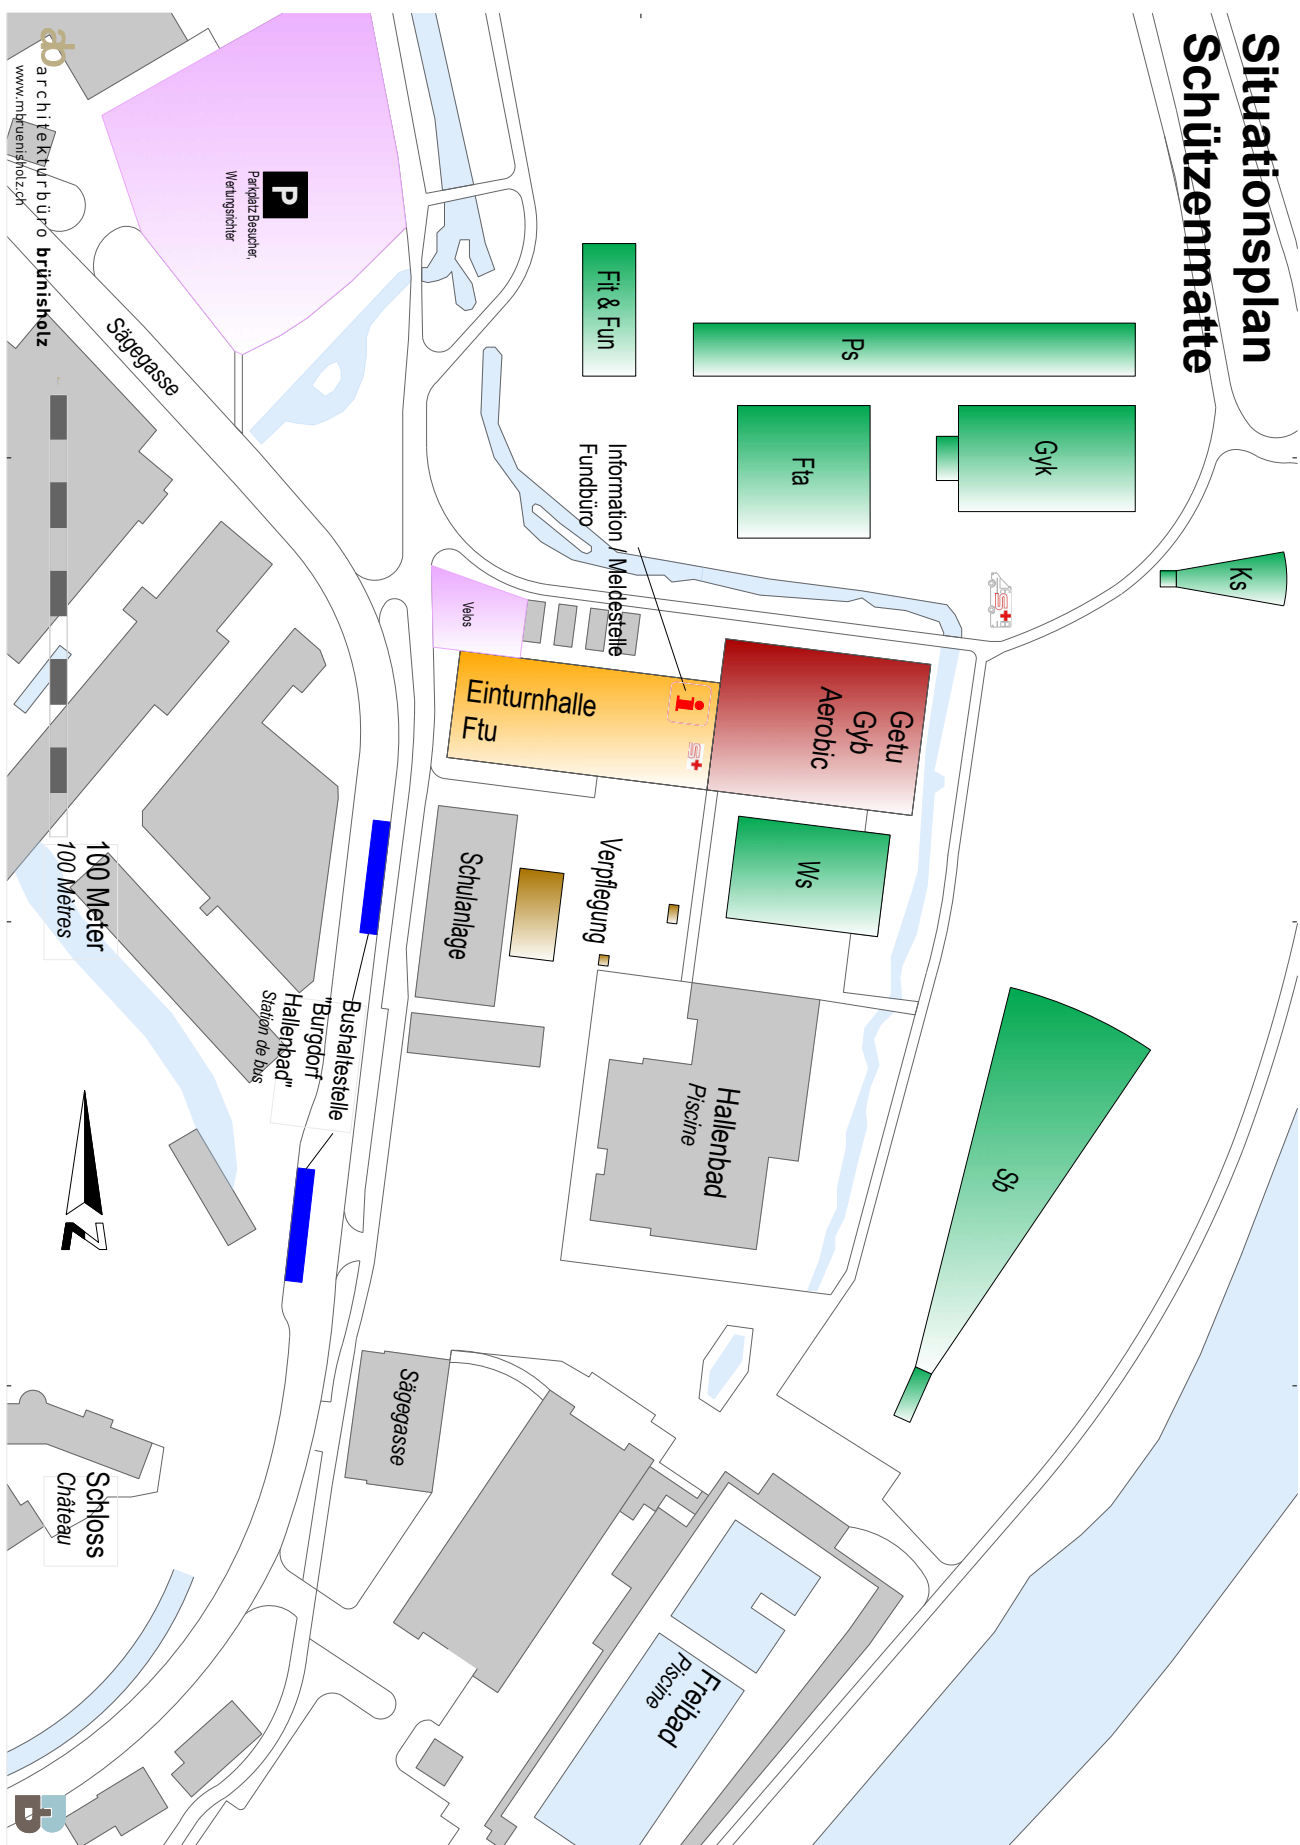 Situationsplan
Schützenmatte
P
Parkplatz Besucher,
Wertungsrichter
ab
architekturbüro brünisholz
www.mbruenisholz.ch
Sägegasse
Fit & Fun
Ps
Fta
Gyk
Ks
Information / Meldestelle
Fundbüro
Velos
i
Einturnhalle
Ftu
Getu
Gyb
Aerobic
Ws
Schulanlage
Verpflegung
100 Meter
100 Mètres
Bushaltestelle
"Burgdorf
Hallenbad"
Station de bus
Hallenbad
Piscine
Sb
N
Sägegasse
Schloss
Château
Freibad
Piscine